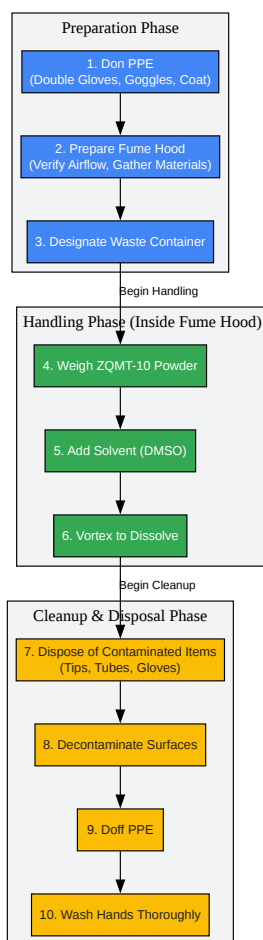 Preparation Phase
1. Don PPE
(Double Gloves, Goggles, Coat)
2. Prepare Fume Hood
(Verify Airflow, Gather Materials)
3. Designate Waste Container
Begin Handling
Handling Phase (Inside Fume Hood)
4. Weigh ZQMT-10 Powder
5. Add Solvent (DMSO)
6. Vortex to Dissolve
Begin Cleanup
Cleanup & Disposal Phase
7. Dispose of Contaminated Items
(Tips, Tubes, Gloves)
8. Decontaminate Surfaces
9. Doff PPE
10. Wash Hands Thoroughly